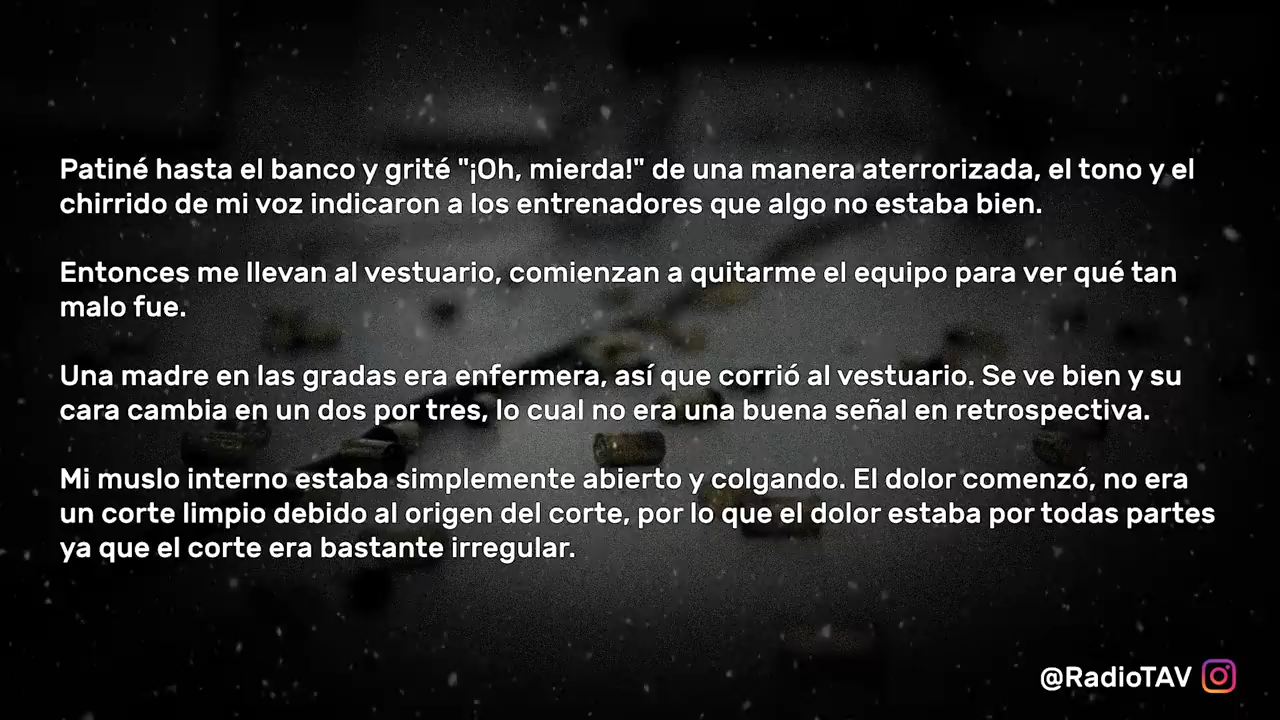 Patiné hasta el banco y grité "¡Oh, mierda!" de una manera aterrorizada, el tono y el
chirrido de mi voz indicaron a los entrenadores que algo no estaba bien.
Entonces me llevan al vestuario, comienzan a quitarme el equipo para ver qué tan
malo fue.
Una madre en las gradas era enfermera, así que corrió al vestuario. Se ve bien y su
cara cambia en un dos por tres, lo cual no era una buena señal en retrospectiva.
Mi muslo interno estaba simplemente abierto y colgando. El dolor comenzó, no era
un corte limpio debido al origen del corte, por lo que el dolor estaba por todas partes
ya que el corte era bastante irregular.
@RadioTAV